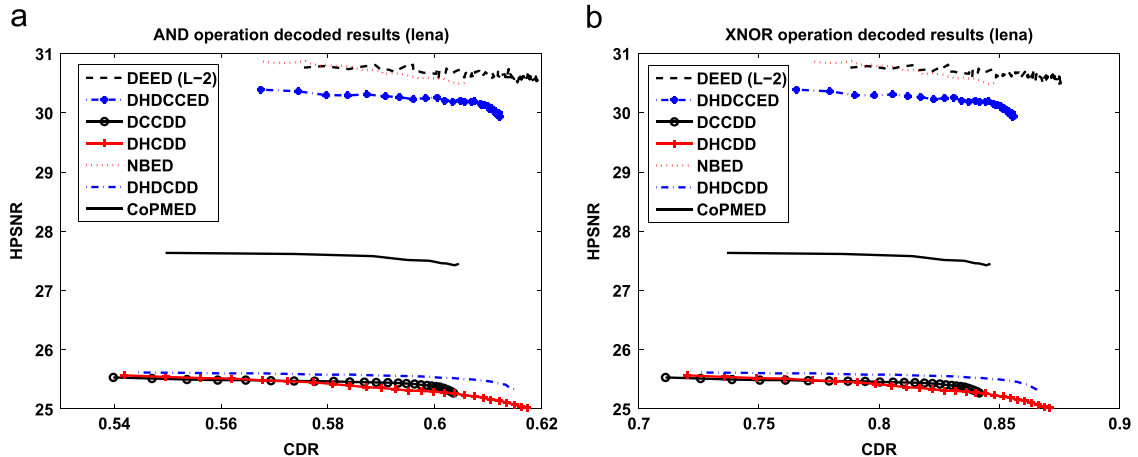 a
AND operation decoded results (lena)
HPSNR
31
30
29
28
27
26
25
DEED (L−2)
DHDCCED
DCCDD
DHCDD
NBED
DHDCDD
CoPMED
0.54
0.56
0.58
0.6
0.62
CDR
b
XNOR operation decoded results (lena)
HPSNR
31
30
29
28
27
26
25
DEED (L−2)
DHDCCED
DCCDD
DHCDD
NBED
DHDCDD
CoPMED
0.7
0.75
0.8
0.85
0.9
CDR